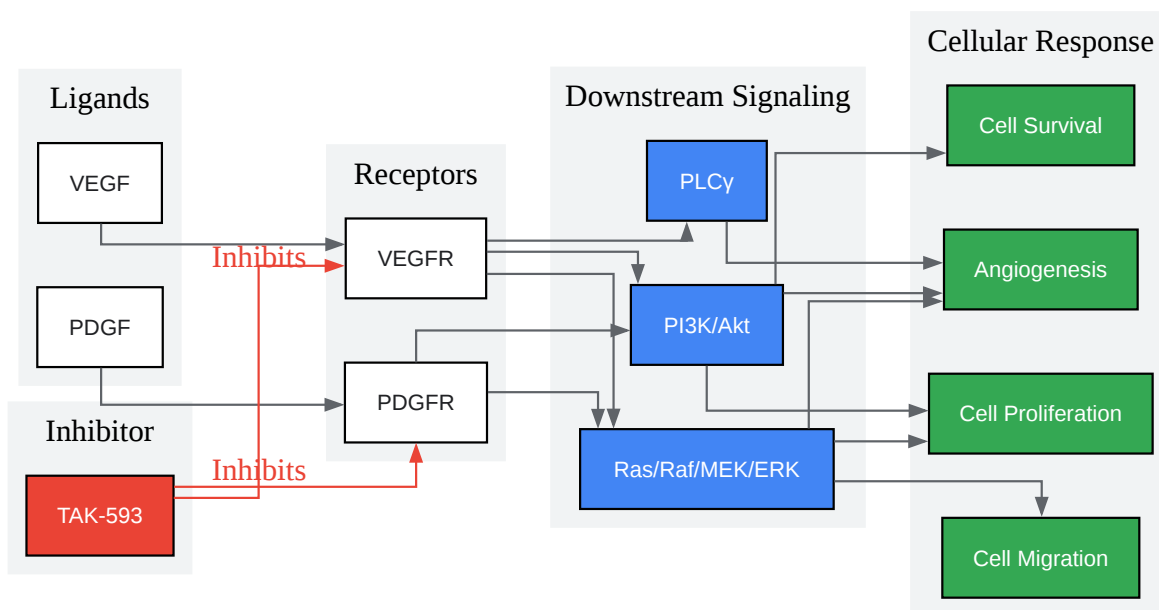 Ligands
VEGF
PDGF
Inhibitor
TAK-593
Inhibits
Inhibits
Receptors
VEGFR
PDGFR
Downstream Signaling
PLCγ
PI3K/Akt
Ras/Raf/MEK/ERK
Cellular Response
Cell Survival
Angiogenesis
Cell Proliferation
Cell Migration